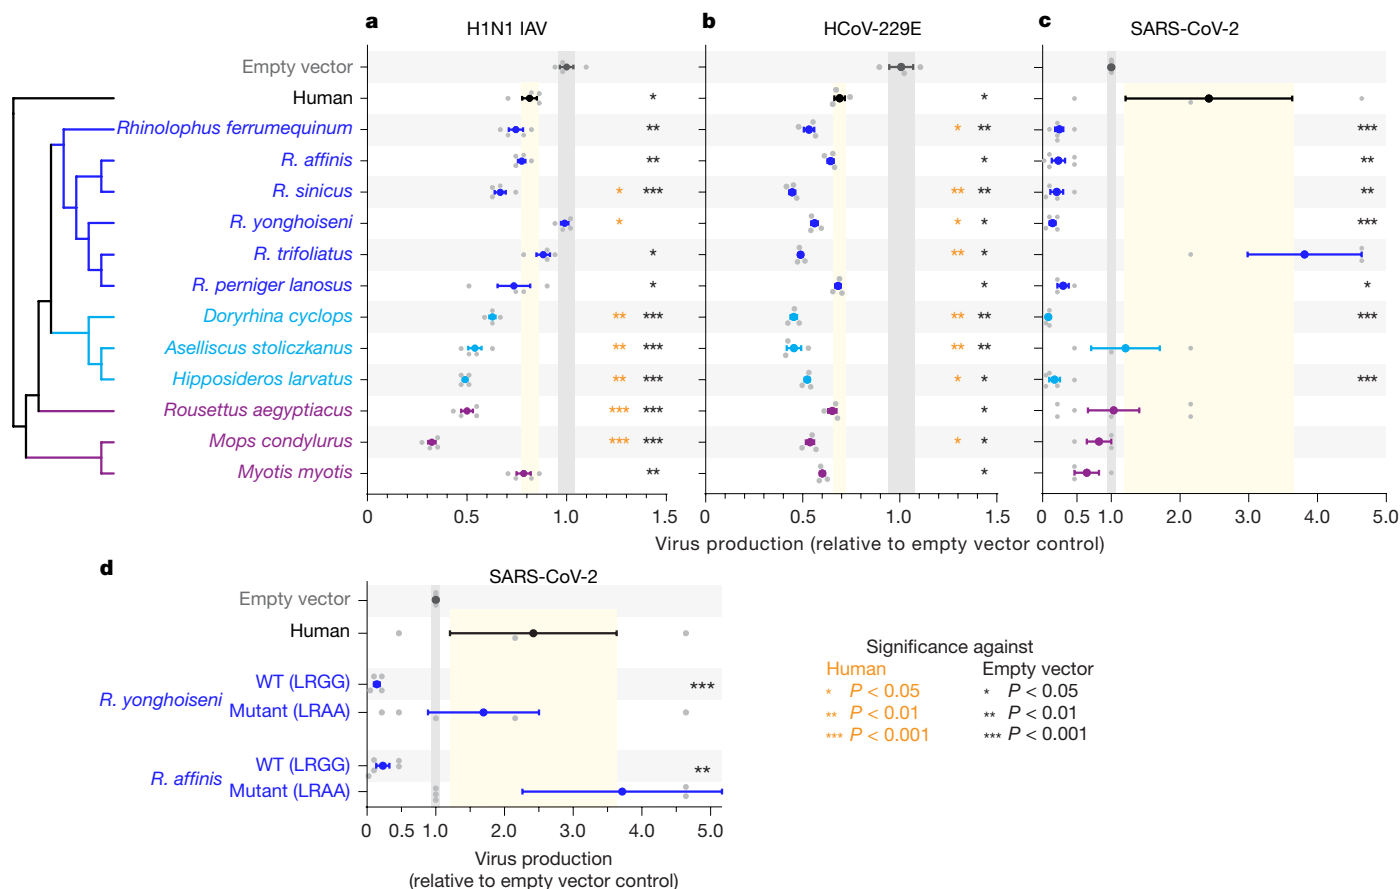 a
H1N1 IAV
b
HCoV-229E
c
SARS-CoV-2
Empty vector
Human * * 
Rhinolophus ferrumequinum ** * ** ***
R. affinis ** * **
R. sinicus * *** ** ** **
R. yonghoiseni * * * ***
R. trifoliatus * ** *
R. perniger lanosus * * *
Doryrhina cyclops ** *** ** ** ***
Aselliscus stoliczkanus ** *** ** **
Hipposideros larvatus ** *** * * ***
Rousettus aegyptiacus *** *** *
Mops condylurus *** *** * *
Myotis myotis ** *
0 0.5 1.0 1.5
0 0.5 1.0 1.5
0 0.5 1.0 2.0 3.0 4.0 5.0
Virus production (relative to empty vector control)
d
SARS-CoV-2
Empty vector
Human
R. yonghoiseni
WT (LRGG) ***
Mutant (LRAA)
R. affinis
WT (LRGG) **
Mutant (LRAA)
0 0.5 1.0 2.0 3.0 4.0 5.0
Virus production
(relative to empty vector control)
Significance against
Human
* P < 0.05
** P < 0.01
*** P < 0.001
Empty vector
* P < 0.05
** P < 0.01
*** P < 0.001